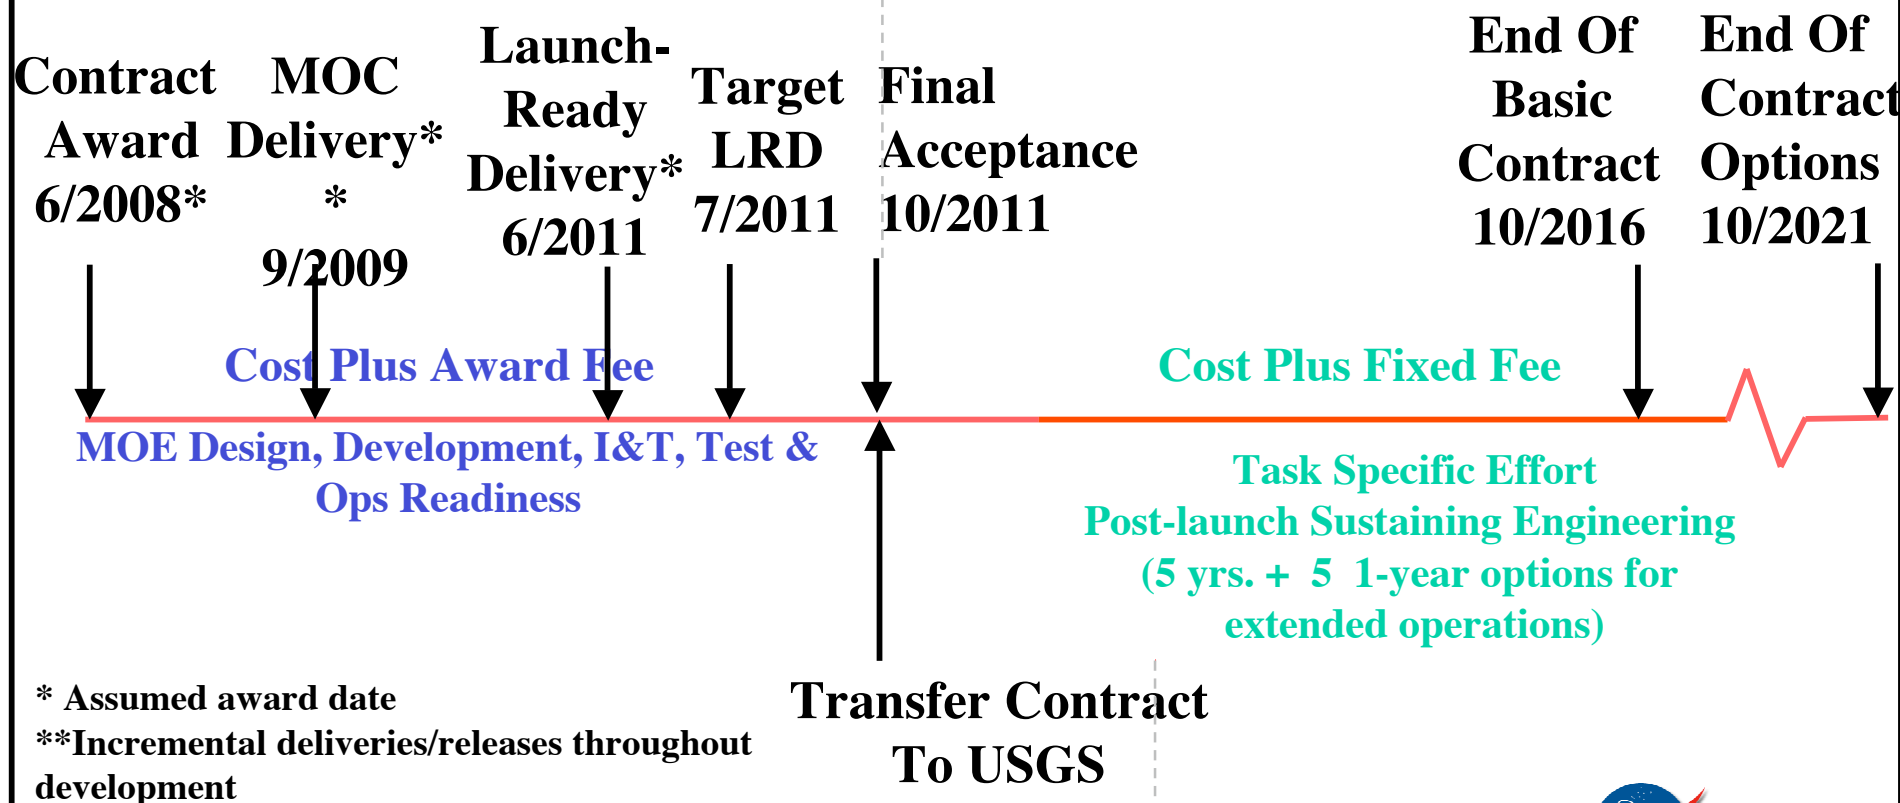 Contract
Award
6/2008*
MOC
Delivery*
*
9/2009
Launch-
Ready
Delivery*
6/2011
Target
LRD
7/2011
Final
Acceptance
10/2011
End Of
Basic
Contract
10/2016
End Of
Contract
Options
10/2021
Cost Plus Award Fee
Cost Plus Fixed Fee
MOE Design, Development, I&T, Test &
Ops Readiness
Task Specific Effort
Post-launch Sustaining Engineering
(5 yrs. + 5 1-year options for
extended operations)
Transfer Contract
To USGS
* Assumed award date
**Incremental deliveries/releases throughout
development